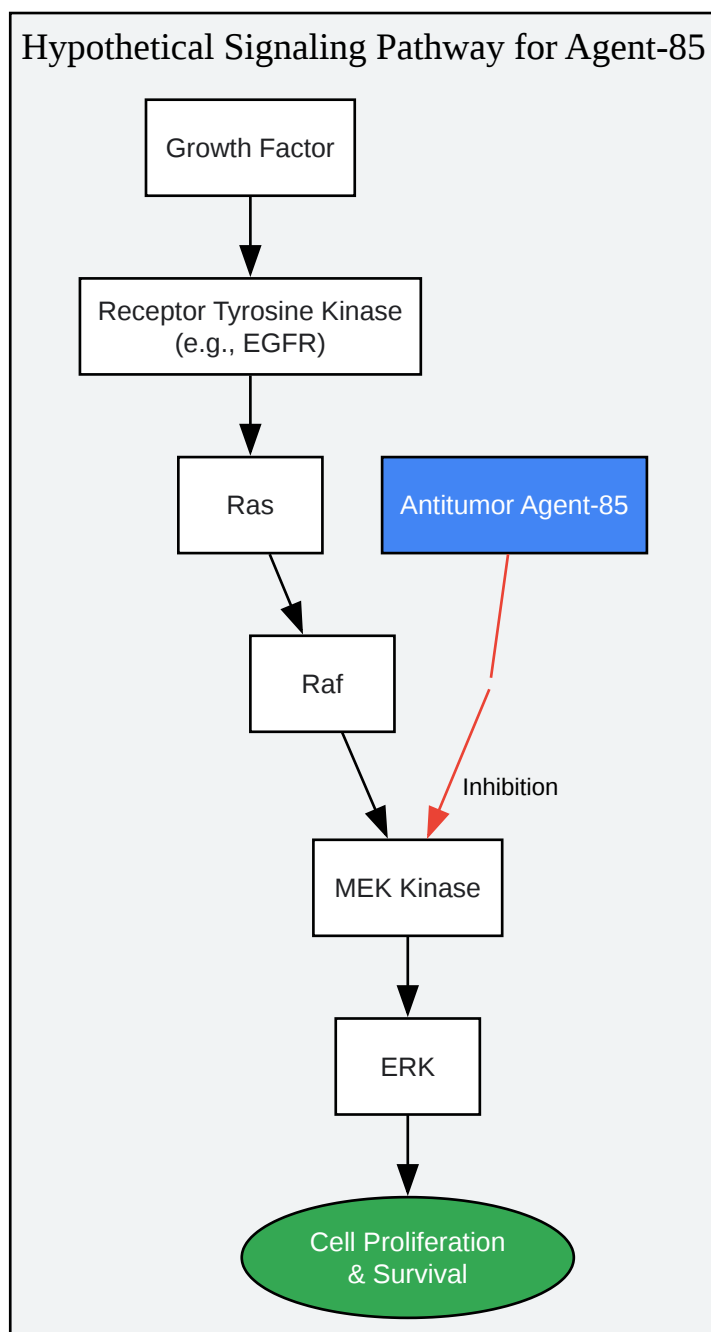 Hypothetical Signaling Pathway for Agent-85
Growth Factor
Receptor Tyrosine Kinase
(e.g., EGFR)
Ras
Antitumor Agent-85
Raf
Inhibition
MEK Kinase
ERK
Cell Proliferation
& Survival